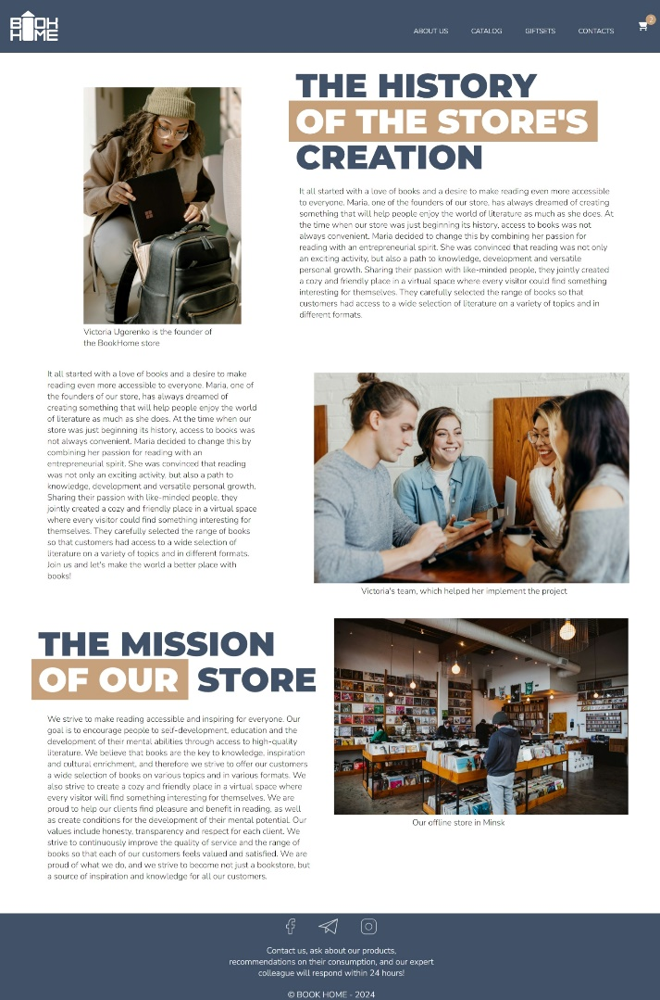 BOOK
HOME
ABOUT US
CATALOG
GIFTSETS
CONTACTS
2
THE HISTORY
OF THE STORE'S
CREATION
It all started with a love of books and a desire to make reading even more accessible
to everyone. Maria, one of the founders of our store, has always dreamed of creating
something that will help people enjoy the world of literature as much as she does. At
the time when our store was just beginning its history, access to books was not
always convenient. Maria decided to change this by combining her passion for
reading with an entrepreneurial spirit. She was convinced that reading was not only
an exciting activity, but also a path to knowledge, development and versatile
personal growth. Sharing their passion with like-minded people, they jointly created
a cozy and friendly place in a virtual space where every visitor could find something
interesting for themselves. They carefully selected the range of books so that
customers had access to a wide selection of literature on a variety of topics and in
different formats.
Victoria Ugorenko is the founder of
the BookHome store
It all started with a love of books and a desire to make
reading even more accessible to everyone. Maria, one of
the founders of our store, has always dreamed of
creating something that will help people enjoy the world
of literature as much as she does. At the time when our
store was just beginning its history, access to books was
not always convenient. Maria decided to change this by
combining her passion for reading with an
entrepreneurial spirit. She was convinced that reading
was not only an exciting activity, but also a path to
knowledge, development and versatile personal growth.
Sharing their passion with like-minded people, they
jointly created a cozy and friendly place in a virtual space
where every visitor could find something interesting for
themselves. They carefully selected the range of books
so that customers had access to a wide selection of
literature on a variety of topics and in different formats.
Join us and let's make the world a better place with
books!
Victoria's team, which helped her implement the project
THE MISSION
OF OUR STORE
We strive to make reading accessible and inspiring for everyone. Our
goal is to encourage people to self-development, education and the
development of their mental abilities through access to high-quality
literature. We believe that books are the key to knowledge, inspiration
and cultural enrichment, and therefore we strive to offer our customers
a wide selection of books on various topics and in various formats. We
also strive to create a cozy and friendly place in a virtual space where
every visitor will find something interesting for themselves. We are
proud to help our clients find pleasure and benefit in reading, as well
as create conditions for the development of their mental potential. Our
values include honesty, transparency and respect for each client. We
strive to continuously improve the quality of service and the range of
books so that each of our customers feels valued and satisfied. We are
proud of what we do, and we strive to become not just a bookstore, but
a source of inspiration and knowledge for all our customers.
Our offline store in Minsk
Contact us, ask about our products,
recommendations on their consumption, and our expert
colleague will respond within 24 hours!
© BOOK HOME - 2024